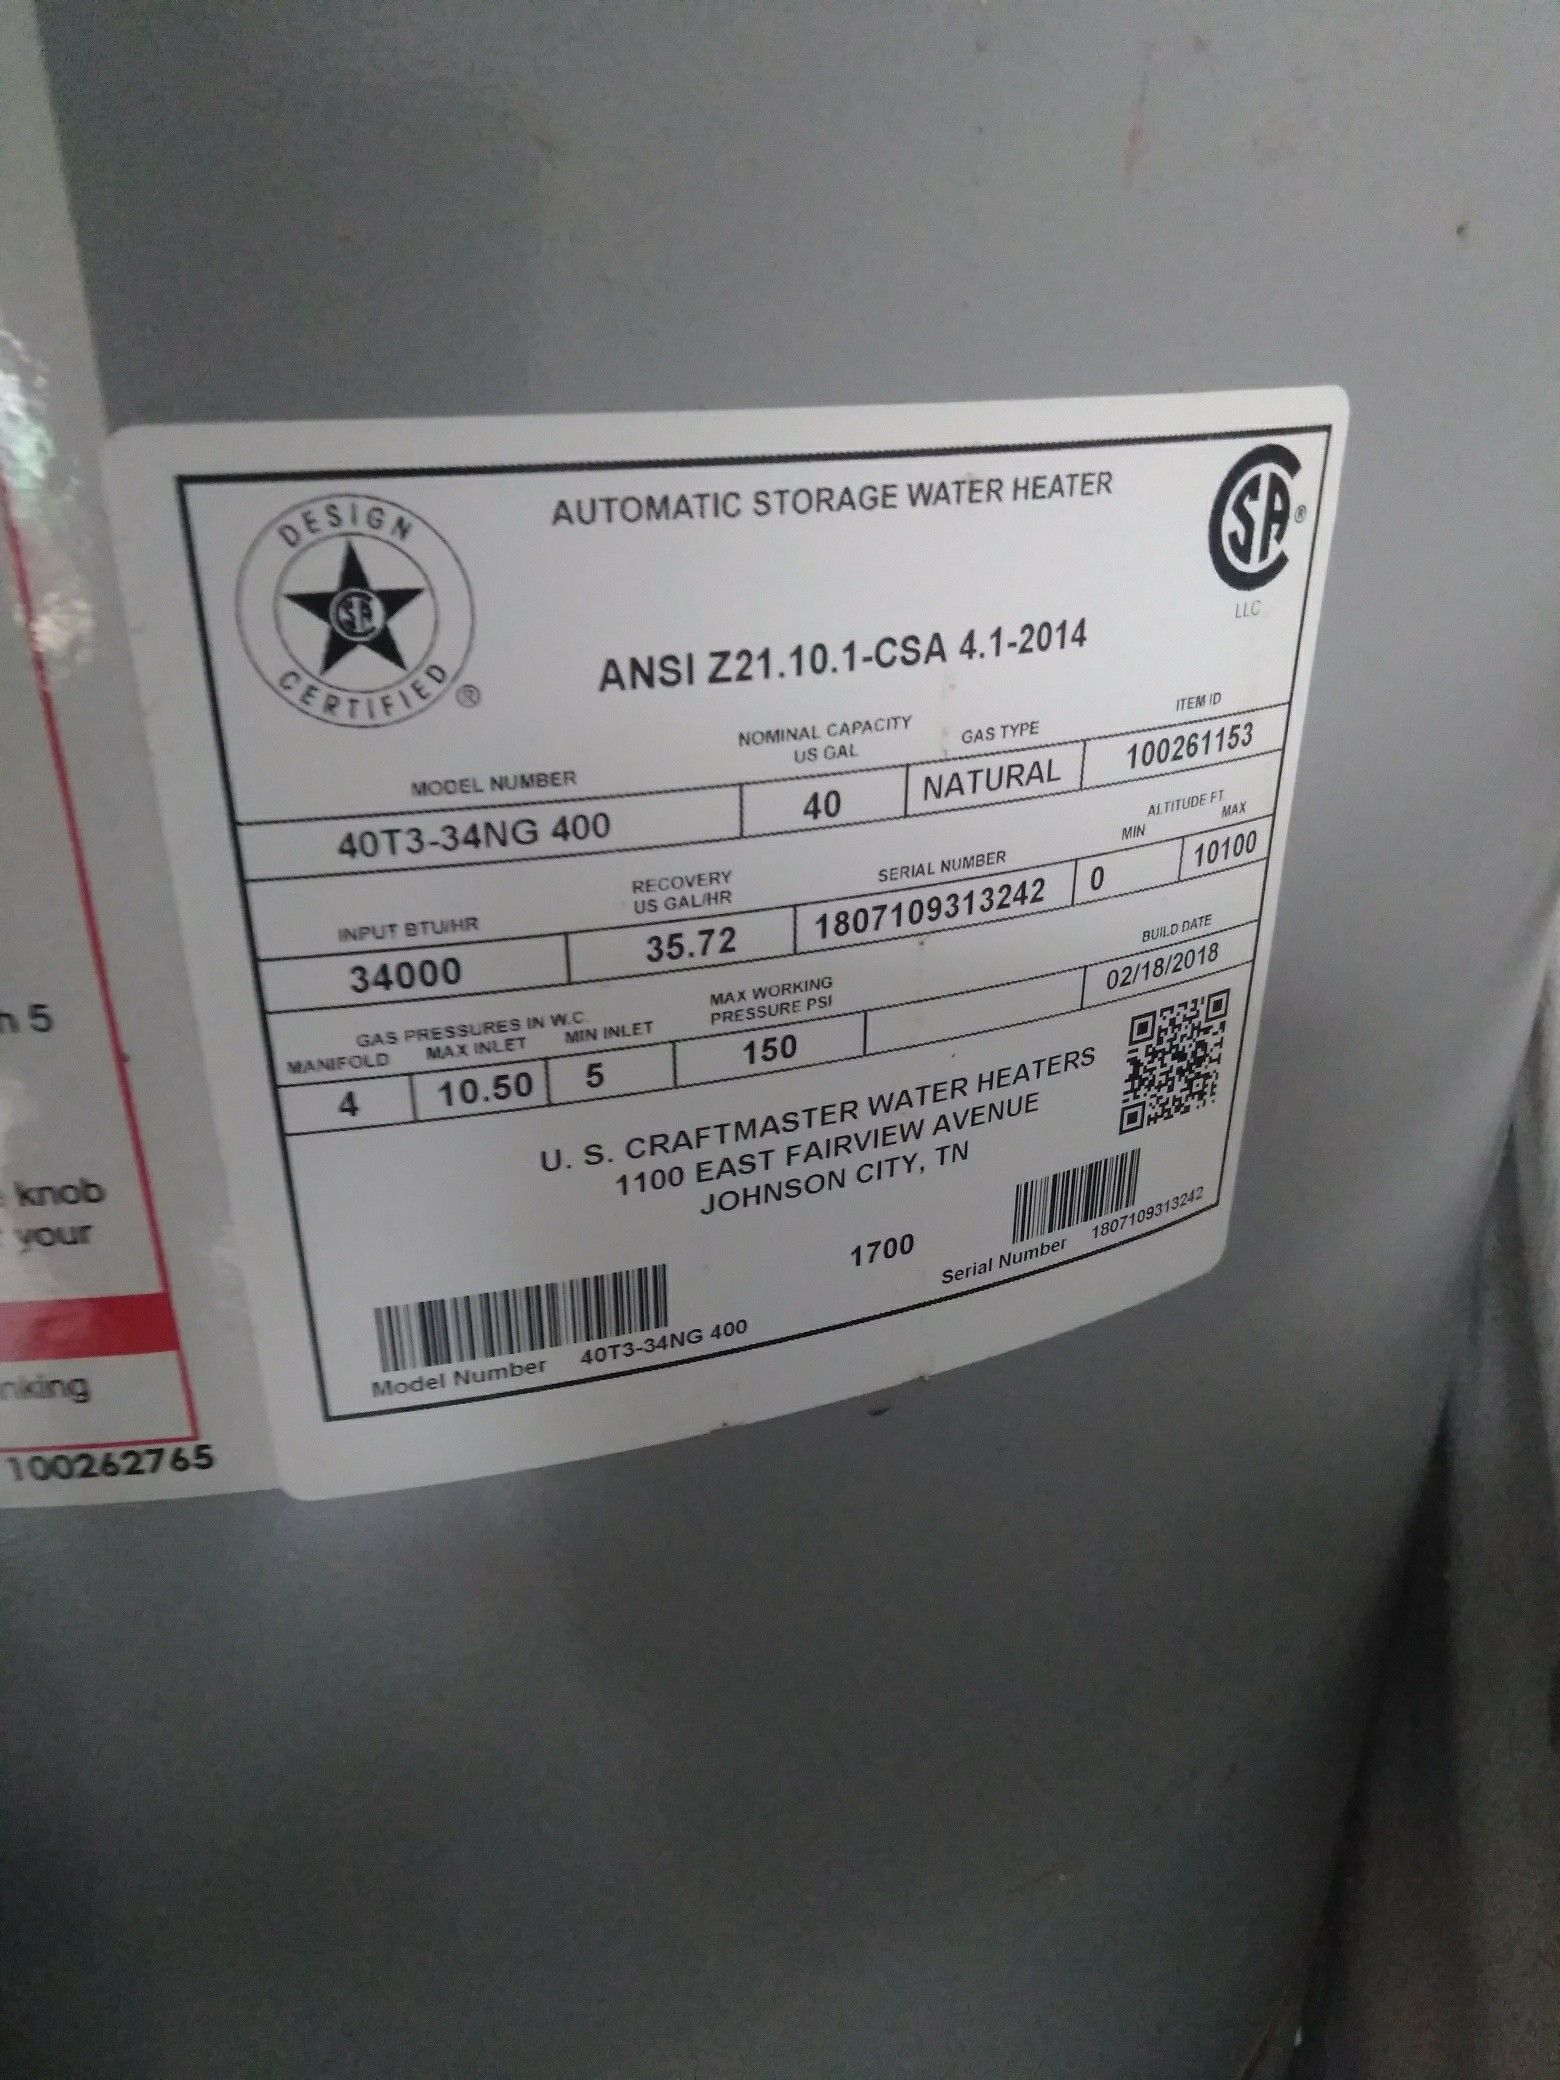 DESIGN
CSA
CERTIFIED®
AUTOMATIC STORAGE WATER HEATER
CSA®
LLC
ANSI Z21.10.1-CSA 4.1-2014
MODEL NUMBER
NOMINAL CAPACITY
US GAL
GAS TYPE
ITEM ID
40T3-34NG 400
40
NATURAL
100261153
INPUT BTU/HR
RECOVERY
US GAL/HR
SERIAL NUMBER
ALTITUDE FT
MIN
MAX
34000
35.72
1807109313242
0
10100
GAS PRESSURES IN W.C.
MANIFOLD
MAX INLET
MIN INLET
MAX WORKING
PRESSURE PSI
BUILD DATE
4
10.50
5
150
02/18/2018
U. S. CRAFTMASTER WATER HEATERS
1100 EAST FAIRVIEW AVENUE
JOHNSON CITY, TN
1700
Model Number 40T3-34NG 400
Serial Number 1807109313242
5
knob
your
100262765